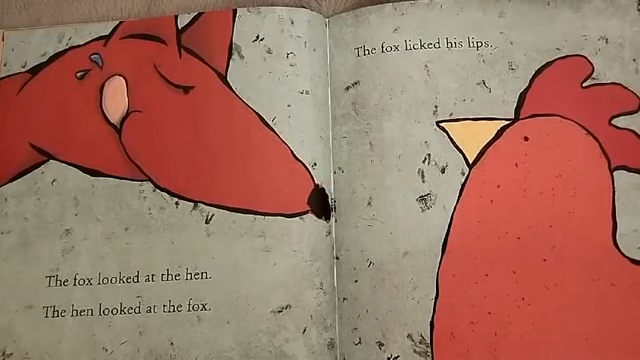 The fox looked at the hen.
The hen looked at the fox.
The fox licked his lips.